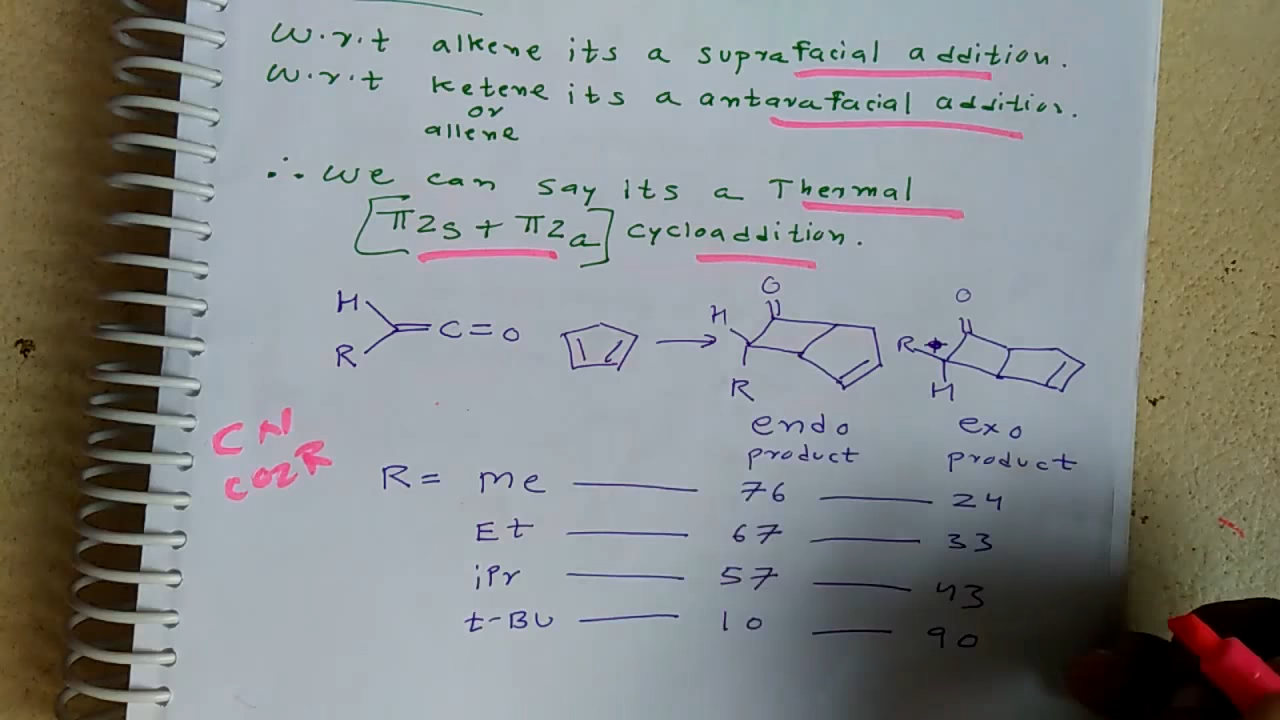 W.r.t alkene its a suprafacial addition.
W.r.t ketene its a antarafacial addition.
or
allene
∴ We can say its a Thermal
[π2s + π2a] cycloaddition.
H
R
=C=O
O
H
R
O
R
H
endo product
exo product
CN
CO2R
R= Me 76 24
Et 67 33
iPr 57 43
t-BU 10 90